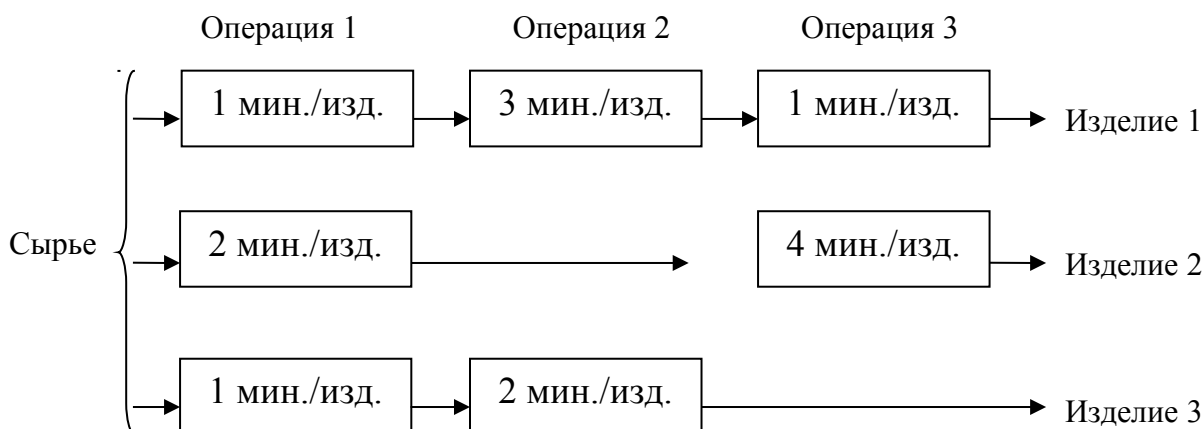 Операция 1 Операция 2 Операция 3
1 мин./изд. 3 мин./изд. 1 мин./изд. Изделие 1
Сырье 2 мин./изд. 4 мин./изд. Изделие 2
1 мин./изд. 2 мин./изд. Изделие 3